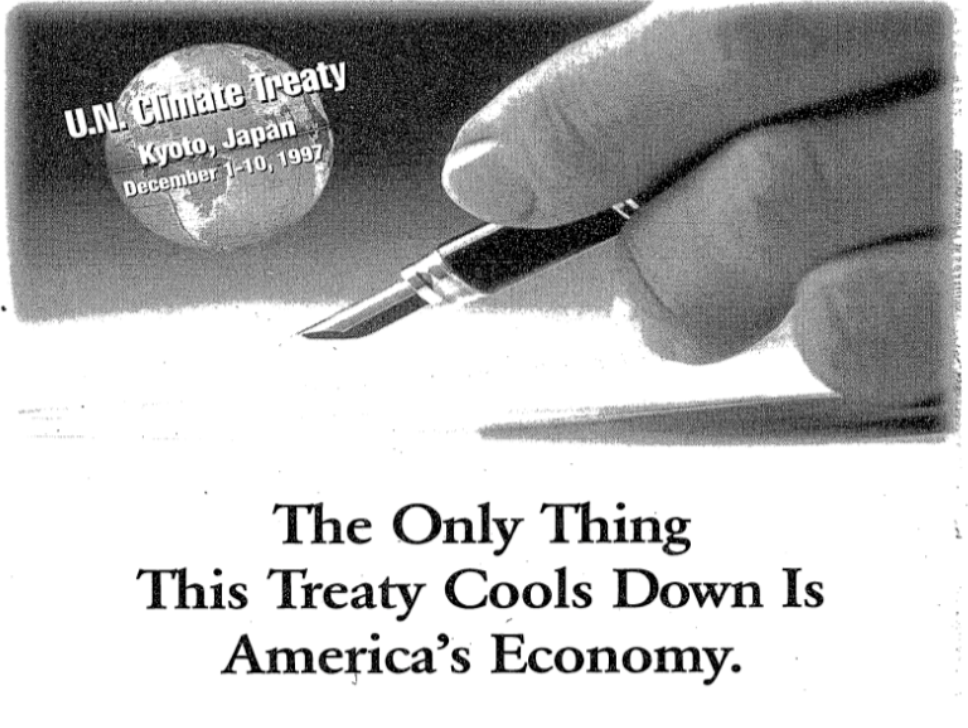 U.N. Climate Treaty
Kyoto, Japan
December 1-10, 1997
The Only Thing
This Treaty Cools Down Is
America's Economy.